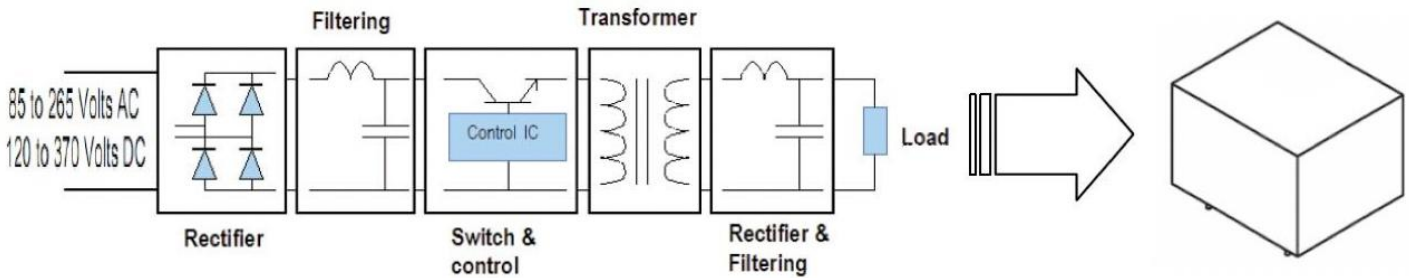 Filtering
Transformer
85 to 265 Volts AC
120 to 370 Volts DC
Control IC
Load
Rectifier
Switch &
control
Rectifier &
Filtering